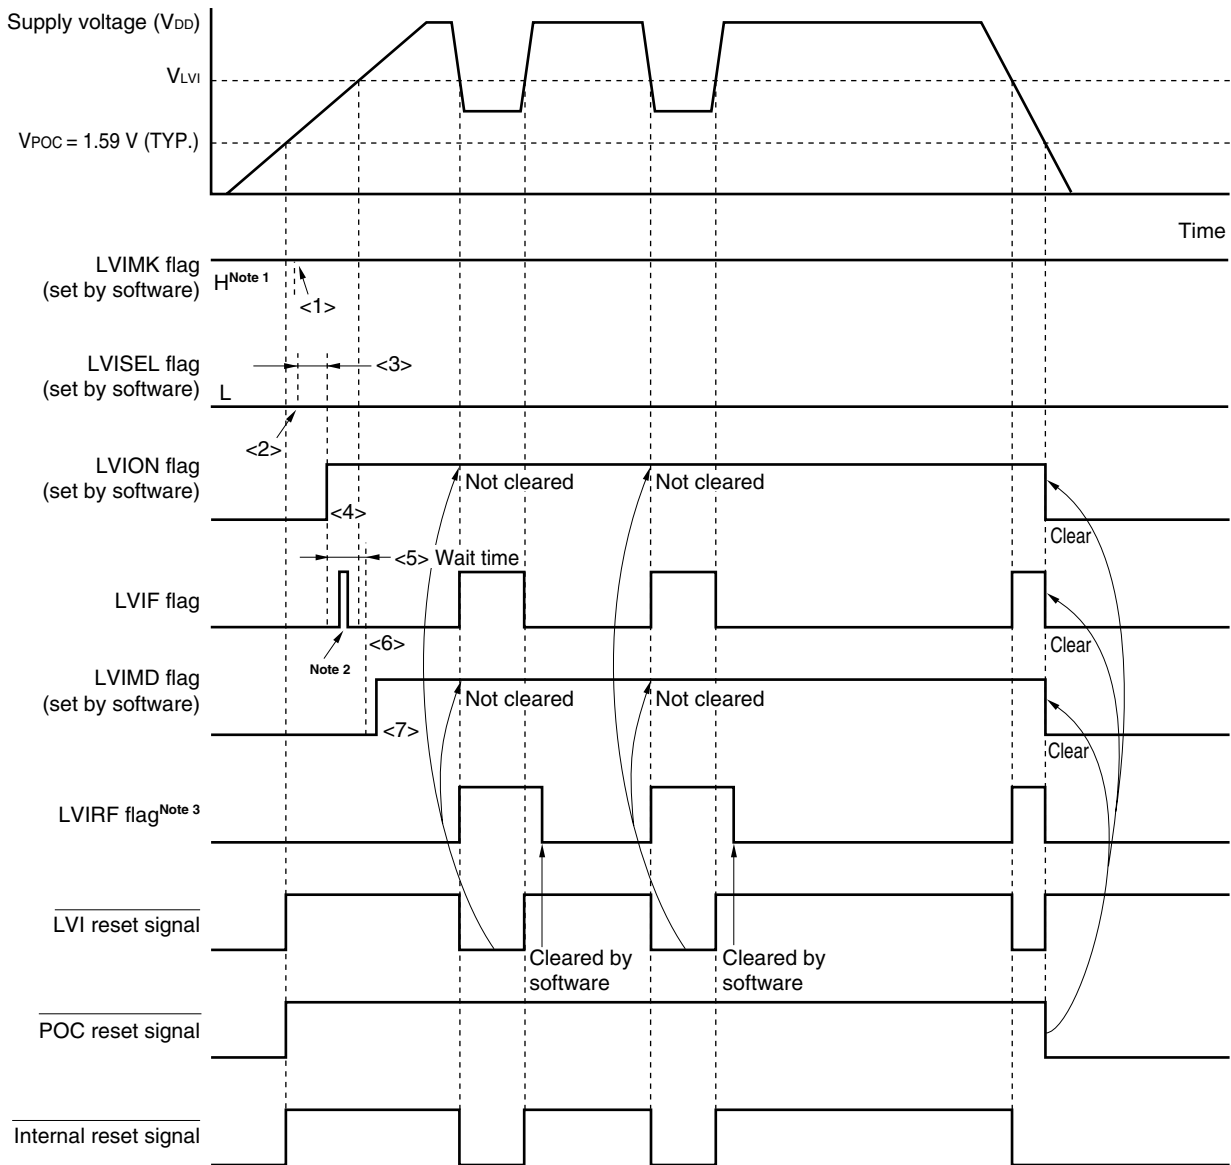 Supply voltage (VDD)
VLVI
VPOC = 1.59 V (TYP.)
Time
LVIMK flag
(set by software)
H Note 1
<1>
LVISEL flag
(set by software)
<3>
L
<2>
LVION flag
(set by software)
Not cleared
Not cleared
<4>
Clear
<5> Wait time
LVIF flag
<6>
Note 2
Clear
LVIMD flag
(set by software)
Not cleared
Not cleared
<7>
Clear
LVIRF flag Note 3
LVI reset signal
Cleared by
software
Cleared by
software
POC reset signal
Internal reset signal